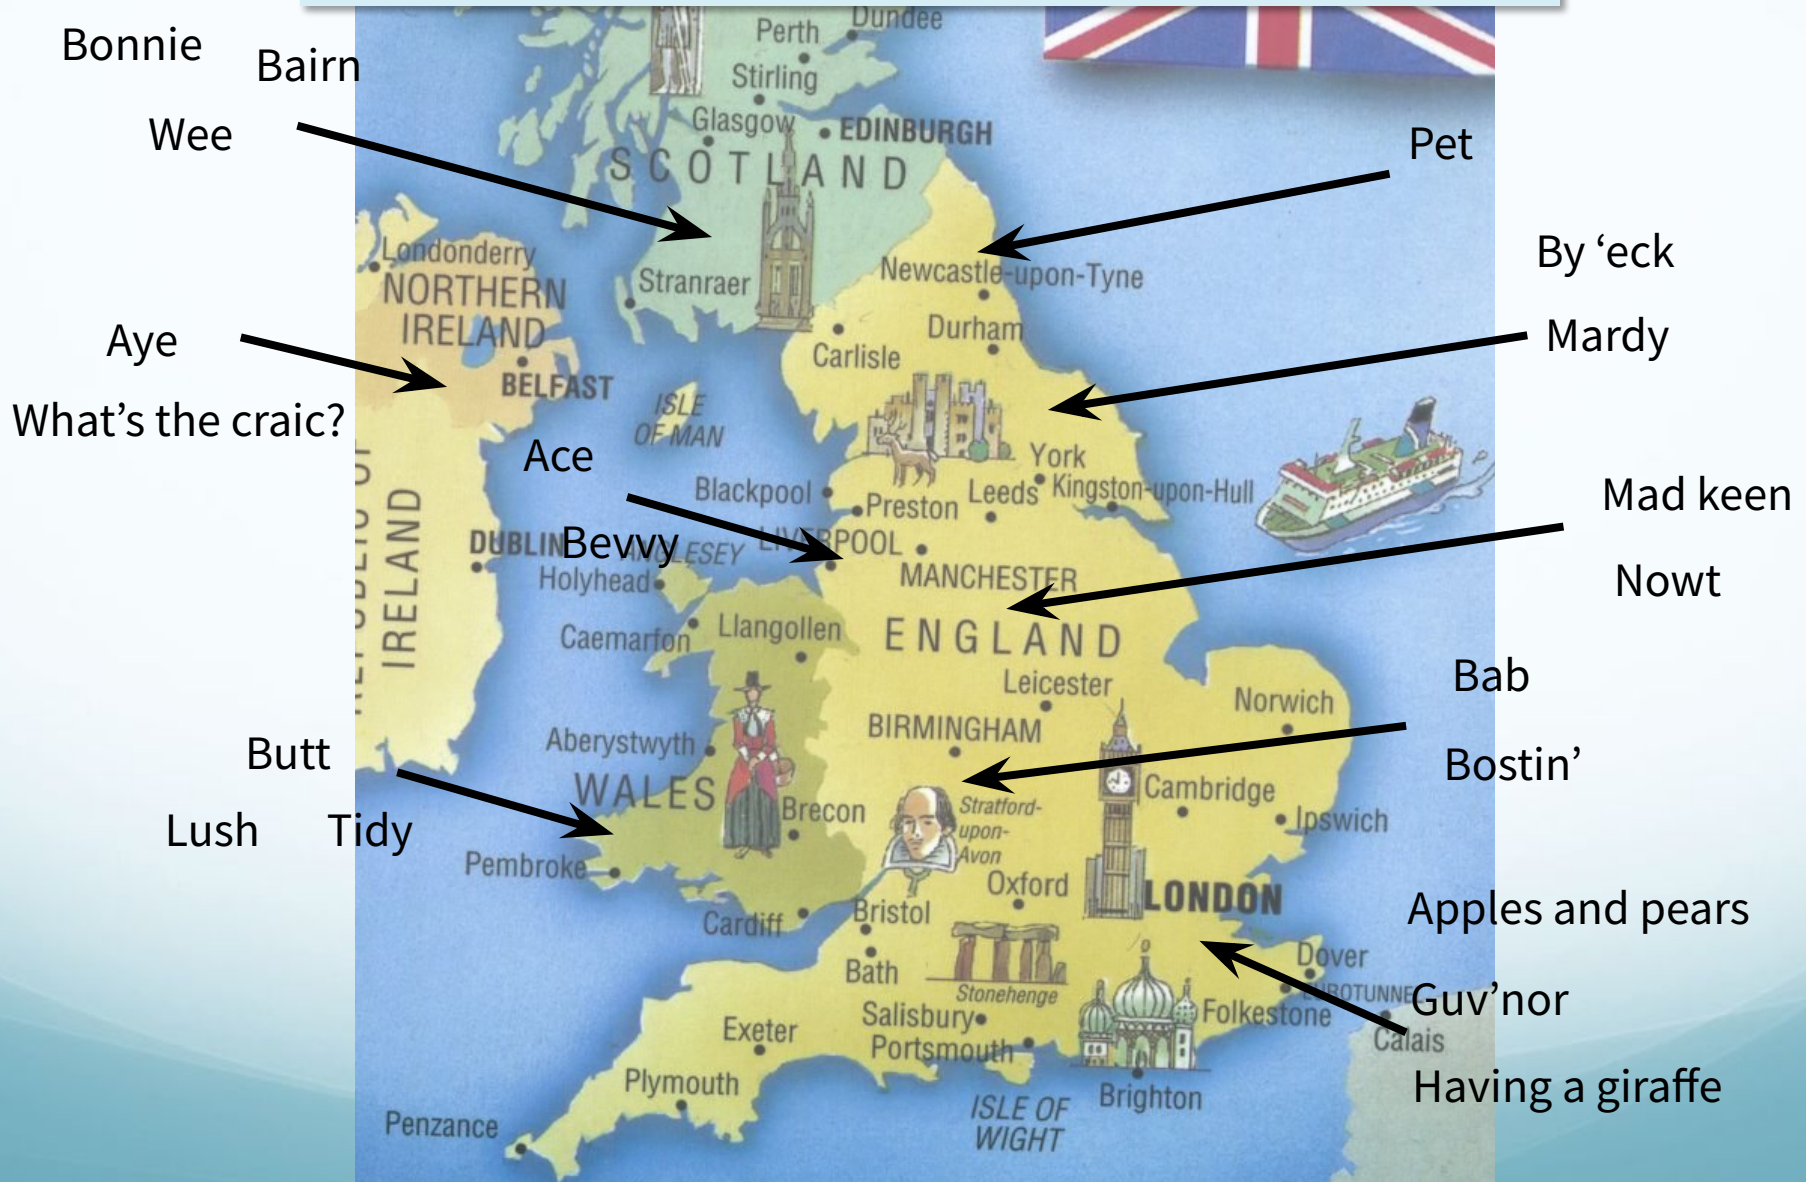 Dundee
Perth
Bonnie
Bairn
Stirling
Glasgow
EDINBURGH
Wee
Pet
SCOTLAND
Londonderry
By ‘eck
Newcastle-upon-Tyne
NORTHERN
IRELAND
Stranraer
Aye
Durham
Mardy
Carlisle
BELFAST
ISLE
OF MAN
What’s the craic?
Ace
York
Blackpool
Leeds
Kingston-upon-Hull
Preston
Mad keen
DUBLIN
Bevvy
ANGLESEY
LIVERPOOL
Holyhead
MANCHESTER
Nowt
IRELAND
Caemarfon
Llangollen
ENGLAND
Leicester
Bab
Norwich
BIRMINGHAM
Aberystwyth
Butt
Bostin’
WALES
Cambridge
Brecon
Stratford-
upon-
Avon
Ipswich
Lush
Tidy
Pembroke
Oxford
LONDON
Apples and pears
Bristol
Cardiff
Dover
Bath
Stonehenge
EUROTUNNEL
Guv’nor
Salisbury
Folkestone
Exeter
Portsmouth
Calais
Plymouth
Brighton
Having a giraffe
ISLE OF
WIGHT
Penzance